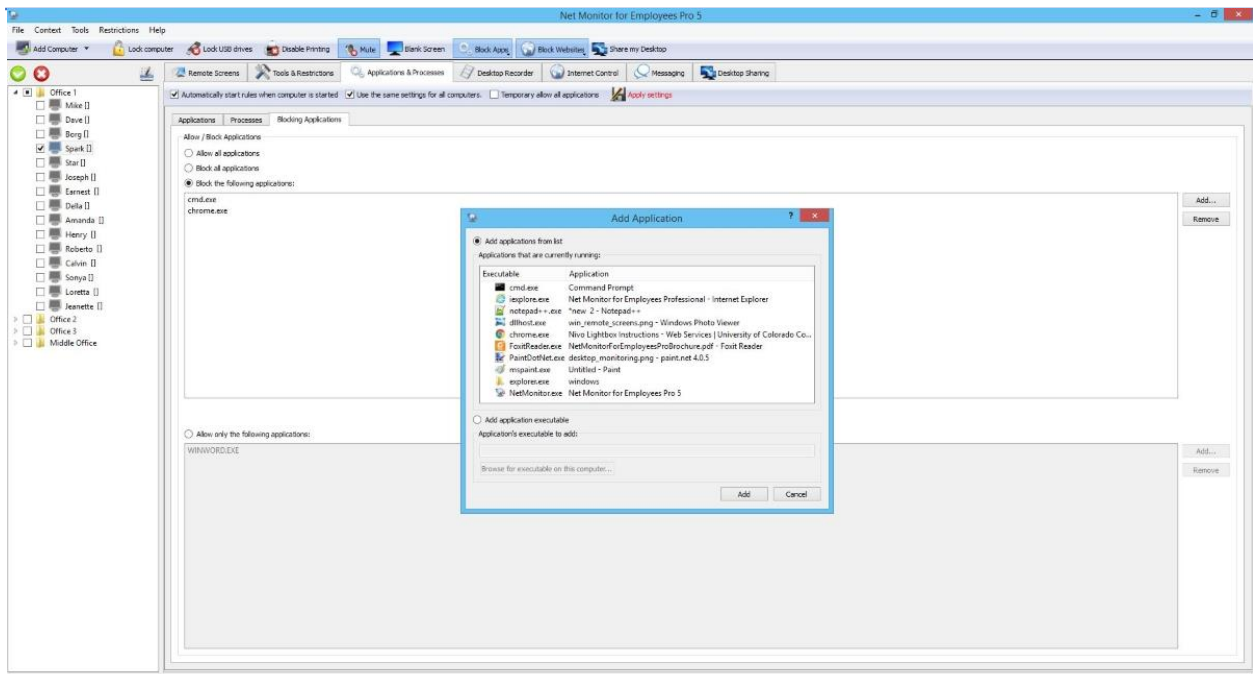 Net Monitor for Employees Pro 5
File Context Tools Restrictions Help
Add Computer Lock computer Lock USB drives Disable Printing Mute Blank Screen Block Apps Block Websites Share my Desktop
Remote Screens Tools & Restrictions Applications & Processes Desktop Recorder Internet Control Messaging Desktop Sharing
Automatically start rules when computer is started Use the same settings for all computers. Temporary allow all applications Apply settings
Office 1
Mike []
Dave []
Borg []
Spark []
Star []
Joseph []
Earnest []
Della []
Amanda []
Henry []
Roberto []
Calvin []
Sonya []
Loretta []
Jeanette []
Office 2
Office 3
Middle Office
Applications Processes Blocking Applications
Allow / Block Applications
Allow all applications
Block all applications
Block the following applications:
cmd.exe
chrome.exe
Add...
Remove
Allow only the following applications:
WINWORD.EXE
Add...
Remove
Add Application ?
Add applications from list
Applications that are currently running:
Executable Application
cmd.exe Command Prompt
iexplore.exe Net Monitor for Employees Professional - Internet Explorer
notepad++.exe *new 2 - Notepad++
dllhost.exe win_remote_screens.png - Windows Photo Viewer
chrome.exe Nivo Lightbox Instructions - Web Services | University of Colorado Co...
FoxitReader.exe NetMonitorForEmployeesProBrochure.pdf - Foxit Reader
PaintDotNet.exe desktop_monitoring.png - paint.net 4.0.5
mspaint.exe Untitled - Paint
explorer.exe windows
NetMonitor.exe Net Monitor for Employees Pro 5
Add application executable
Application's executable to add:
Browse for executable on this computer...
Add Cancel